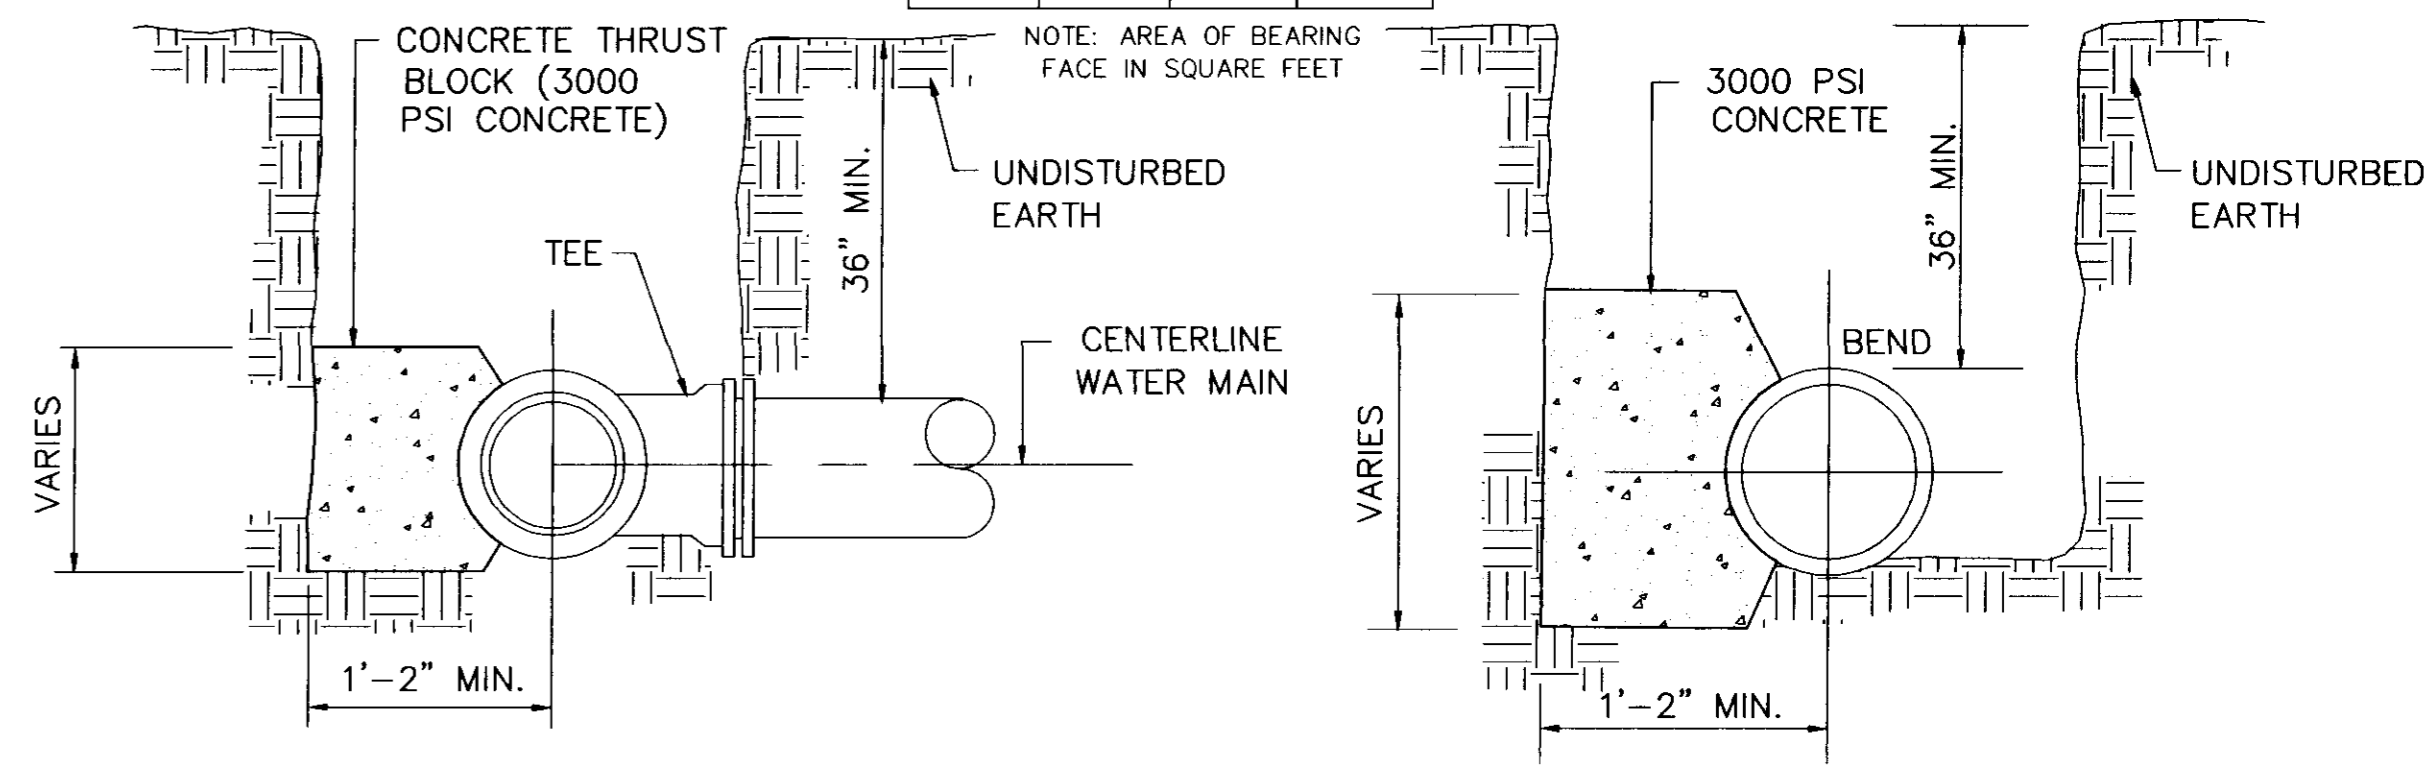 CONCRETE THRUST
BLOCK (3000
PSI CONCRETE)
NOTE: AREA OF BEARING
FACE IN SQUARE FEET
UNDISTURBED
EARTH
36" MIN.
TEE
CENTERLINE
WATER MAIN
VARIES
1'-2" MIN.
3000 PSI
CONCRETE
36" MIN.
UNDISTURBED
EARTH
BEND
VARIES
1'-2" MIN.